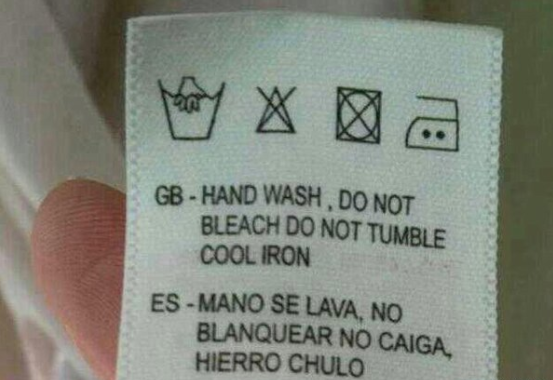 GB - HAND WASH , DO NOT
BLEACH DO NOT TUMBLE
COOL IRON
ES - MANO SE LAVA, NO
BLANQUEAR NO CAIGA,
HIERRO CHULO